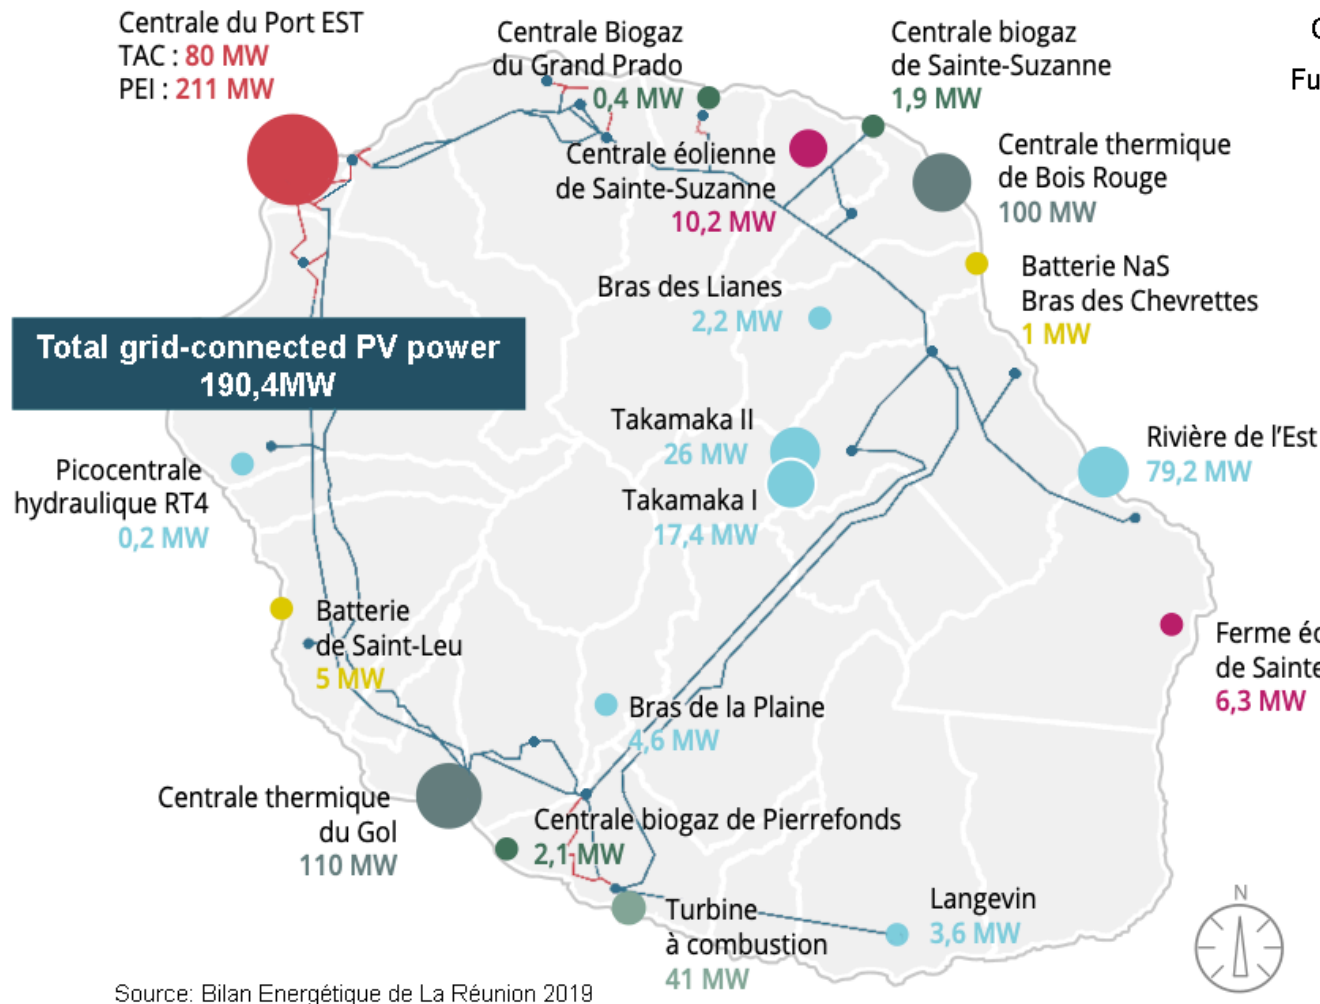 Centrale du Port EST
TAC : 80 MW
PEI : 211 MW
Centrale Biogaz
du Grand Prado
0,4 MW
Centrale biogaz
de Sainte-Suzanne
1,9 MW
Centrale éolienne
de Sainte-Suzanne
10,2 MW
Centrale thermique
de Bois Rouge
100 MW
Batterie NaS
Bras des Chevrettes
1 MW
Bras des Lianes
2,2 MW
Total grid-connected PV power
190,4MW
Takamaka II
26 MW
Takamaka I
17,4 MW
Rivière de l'Est
79,2 MW
Picocentrale
hydraulique RT4
0,2 MW
Batterie
de Saint-Leu
5 MW
Ferme
de Sainte
6,3 MW
Bras de la Plaine
4,6 MW
Centrale thermique
du Gol
110 MW
Centrale biogaz de Pierrefonds
2,1 MW
Turbine
à combustion
41 MW
Langevin
3,6 MW
N
Source: Bilan Energétique de La Réunion 2019